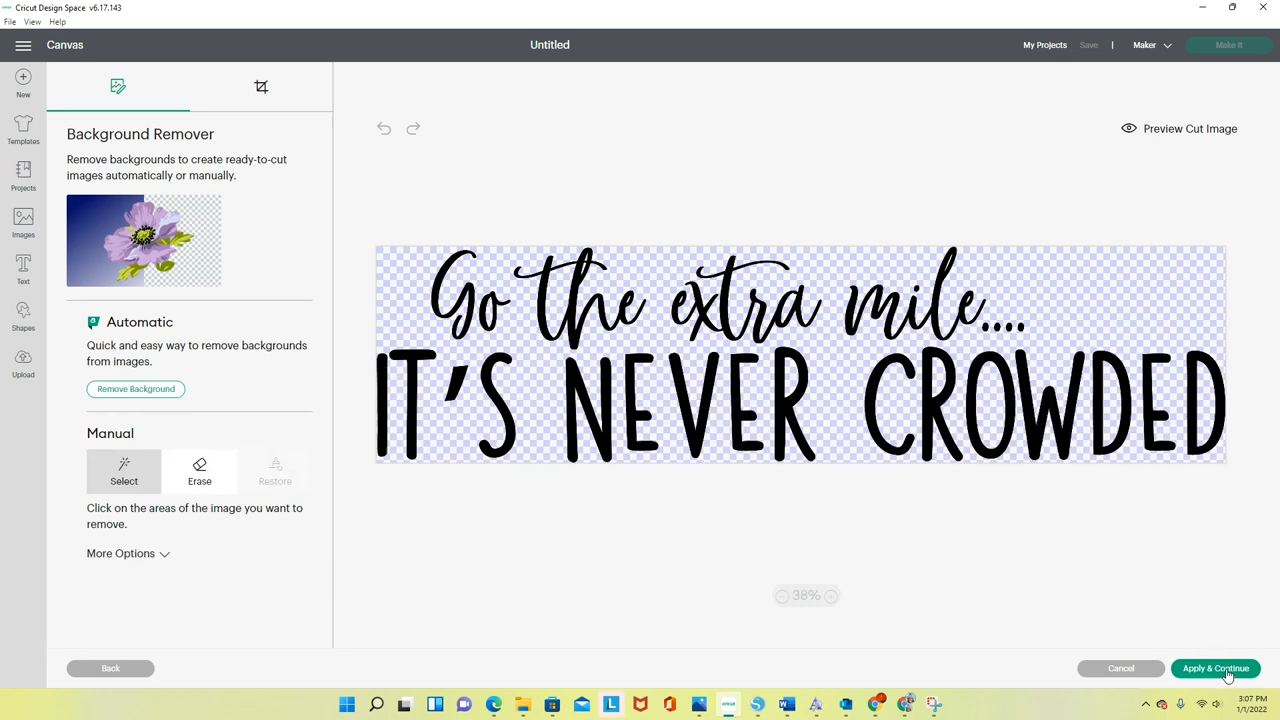 Cricut Design Space v6.17.143
File View Help
Canvas
Untitled
My Projects Save | Maker Make It
New
Templates
Projects
Images
Text
Shapes
Upload
Background Remover
Remove backgrounds to create ready-to-cut
images automatically or manually.
Automatic
Quick and easy way to remove backgrounds
from images.
Remove Background
Manual
Select Erase Restore
Click on the areas of the image you want to
remove.
More Options
Preview Cut Image
Go the extra mile....
IT'S NEVER CROWDED
38%
Back
Cancel Apply & Continue
3:07 PM
1/1/2022